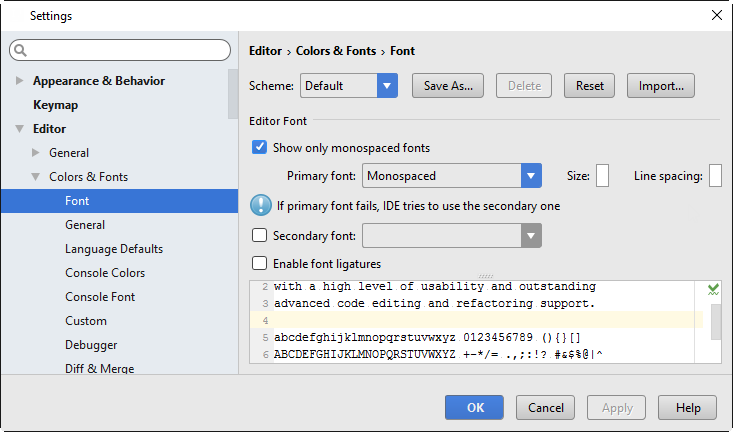 Settings
Appearance & Behavior
Keymap
Editor
General
Colors & Fonts
Font
General
Language Defaults
Console Colors
Console Font
Custom
Debugger
Diff & Merge
Editor › Colors & Fonts › Font
Scheme: Default Save As... Delete Reset Import...
Editor Font
Show only monospaced fonts
Primary font: Monospaced Size: Line spacing:
If primary font fails, IDE tries to use the secondary one
Secondary font:
Enable font ligatures
2 with a high level of usability and outstanding
3 advanced code editing and refactoring support.
4
5 abcdefghijklmnopqrstuvwxyz 0123456789 (){}[]
6 ABCDEFGHIJKLMNOPQRSTUVWXYZ +-*/= .,;:!? #&$%@|^
OK Cancel Apply Help